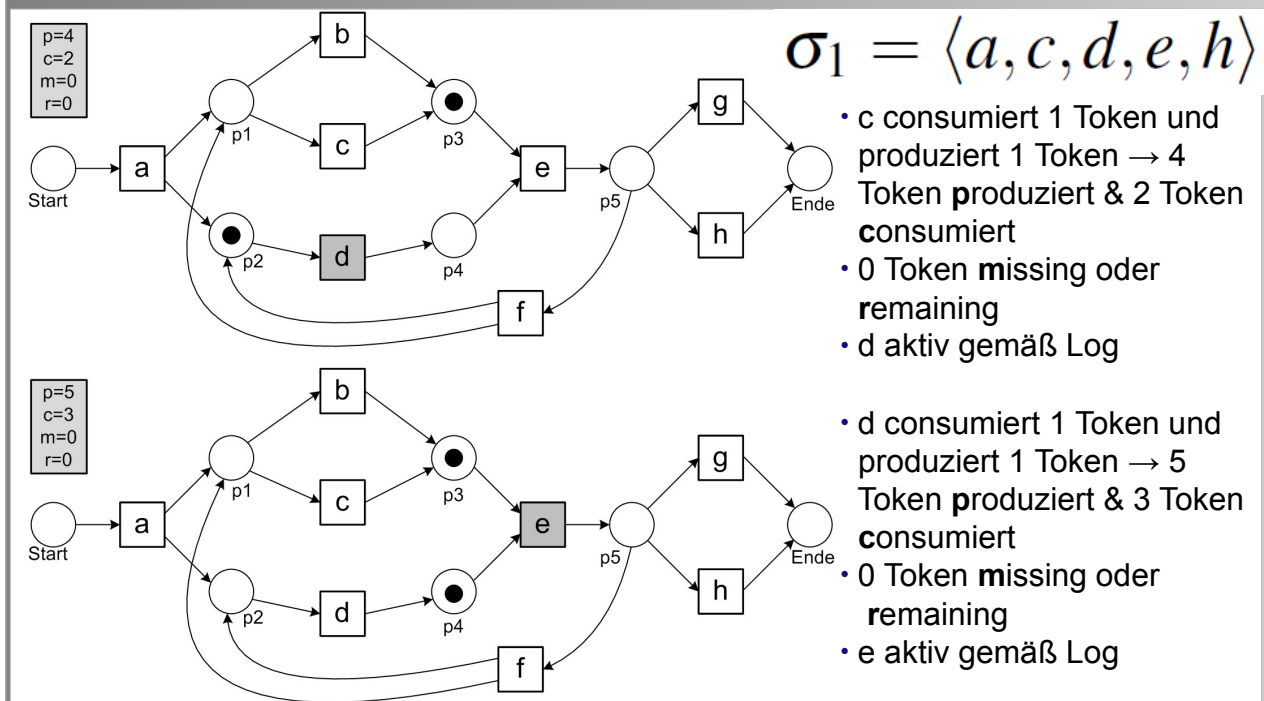 σ1 = ⟨a, c, d, e, h⟩
p=4
c=2
m=0
r=0
b
g
p1
c
p3
a
e
Start
p5
Ende
h
p2
d
p4
f
• c consumiert 1 Token und
produziert 1 Token → 4
Token produziert & 2 Token
consumiert
• 0 Token missing oder
remaining
• d aktiv gemäß Log
p=5
c=3
m=0
r=0
b
g
p1
c
p3
a
e
Start
p5
Ende
h
p2
d
p4
f
• d consumiert 1 Token und
produziert 1 Token → 5
Token produziert & 3 Token
consumiert
• 0 Token missing oder
remaining
• e aktiv gemäß Log